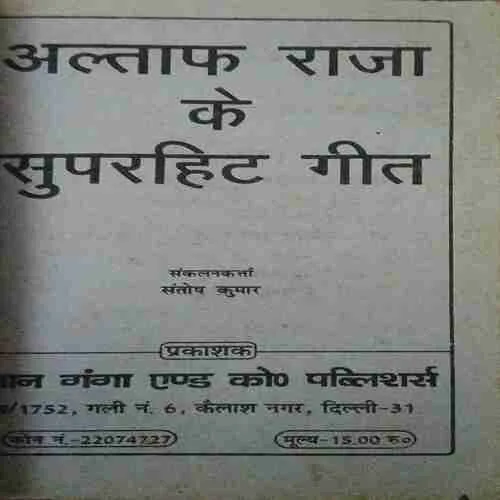 अल्ताफ राजा
के
सुपरहिट गीत
संकलनकर्त्ता
संतोष कुमार
प्रकाशक
गंगा एण्ड को० पब्लिशर्स
/1752, गली नं. 6, कैलाश नगर, दिल्ली-31
फोन नं.-22074727
मूल्य-15.00 रु०